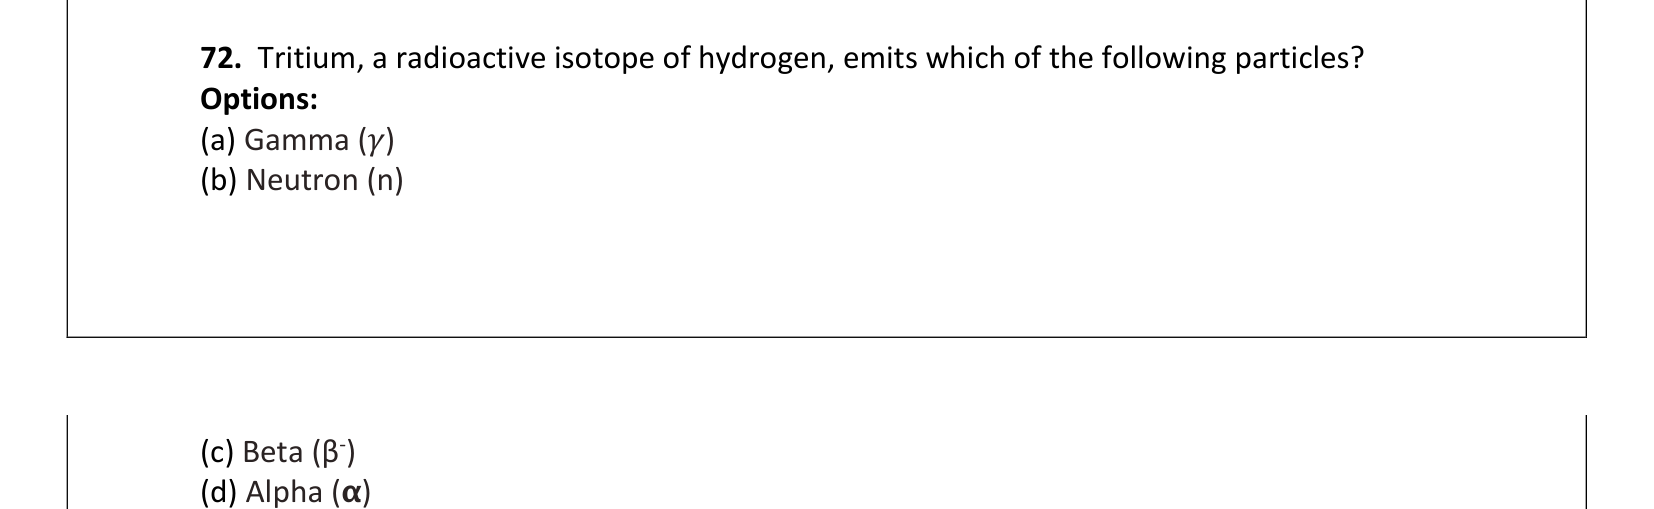 72. Tritium, a radioactive isotope of hydrogen, emits which of the following particles?
Options:
(a) Gamma (γ)
(b) Neutron (n)
(c) Beta (β⁻)
(d) Alpha (α)